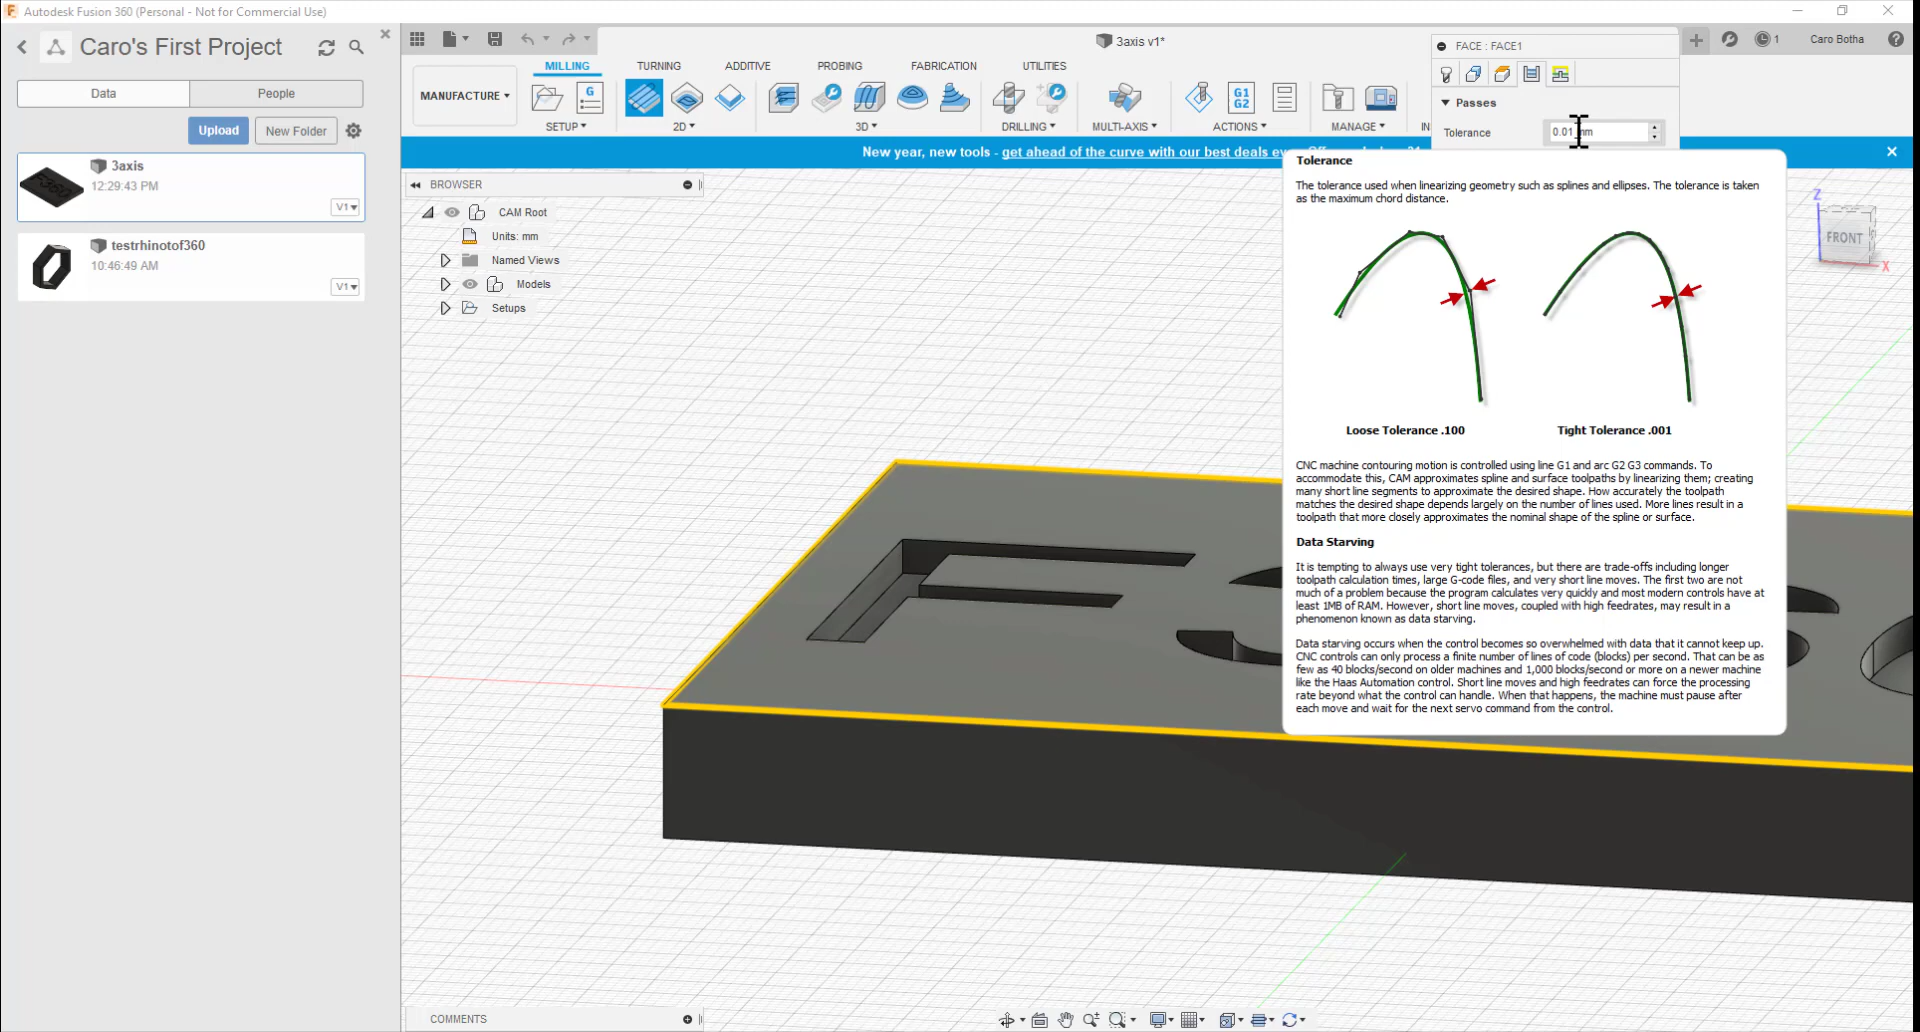 Autodesk Fusion 360 (Personal - Not for Commercial Use)
Caro's First Project
Data
People
Upload
New Folder
3axis
12:29:43 PM
V1
testrhinotof360
10:46:49 AM
V1
3axis v1*
1
Caro Botha
MILLING
TURNING
ADDITIVE
PROBING
FABRICATION
UTILITIES
MANUFACTURE
G
G1
G2
SETUP
2D
3D
DRILLING
MULTI-AXIS
ACTIONS
MANAGE
IN
FACE : FACE1
Passes
Tolerance
0.01 mm
New year, new tools - get ahead of the curve with our best deals
BROWSER
CAM Root
Units: mm
Named Views
Models
Setups
Z
FRONT
X
Tolerance
The tolerance used when linearizing geometry such as splines and ellipses. The tolerance is taken
as the maximum chord distance.
Loose Tolerance .100
Tight Tolerance .001
CNC machine contouring motion is controlled using line G1 and arc G2 G3 commands. To
accommodate this, CAM approximates spline and surface toolpaths by linearizing them; creating
many short line segments to approximate the desired shape. How accurately the toolpath
matches the desired shape depends largely on the number of lines used. More lines result in a
toolpath that more closely approximates the nominal shape of the spline or surface.
Data Starving
It is tempting to always use very tight tolerances, but there are trade-offs including longer
toolpath calculation times, large G-code files, and very short line moves. The first two are not
much of a problem because the program calculates very quickly and most modern controls have at
least 1MB of RAM. However, short line moves, coupled with high feedrates, may result in a
phenomenon known as data starving.
Data starving occurs when the control becomes so overwhelmed with data that it cannot keep up.
CNC controls can only process a finite number of lines of code (blocks) per second. That can be as
few as 40 blocks/second on older machines and 1,000 blocks/second or more on a newer machine
like the Haas Automation control. Short line moves and high feedrates can force the processing
rate beyond what the control can handle. When that happens, the machine must pause after
each move and wait for the next servo command from the control.
COMMENTS